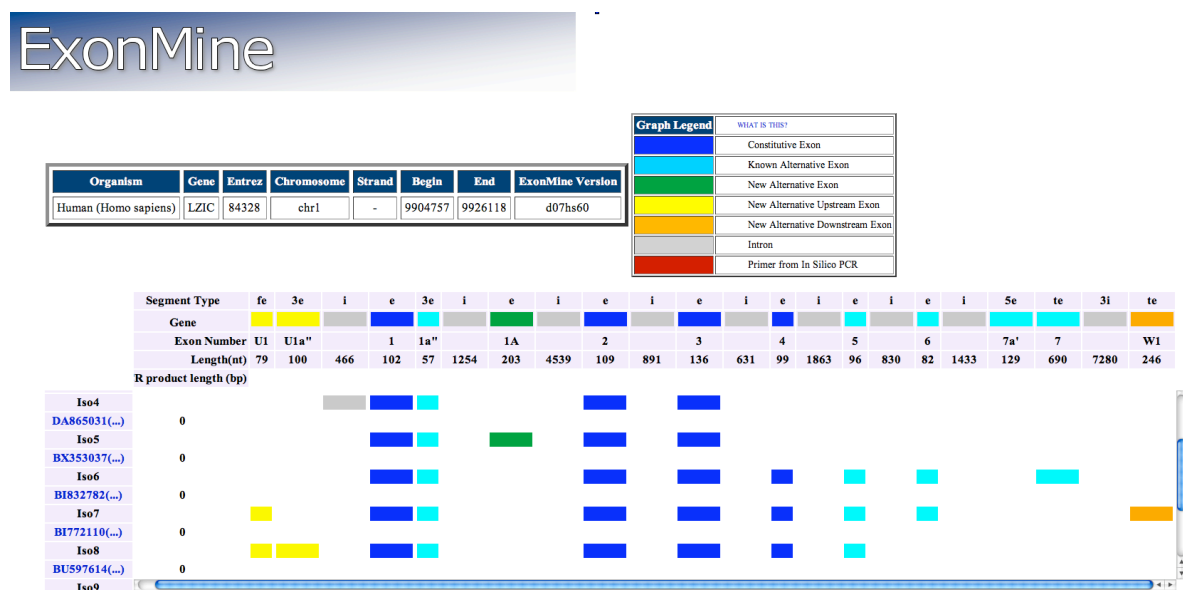 ExonMine
Graph Legend WHAT IS THIS?
Constitutive Exon
Known Alternative Exon
New Alternative Exon
New Alternative Upstream Exon
New Alternative Downstream Exon
Intron
Primer from In Silico PCR
Organism Gene Entrez Chromosome Strand Begin End ExonMine Version
Human (Homo sapiens) LZIC 84328 chr1 - 9904757 9926118 d07hs60
Segment Type fe 3e i e 3e i e i e i e i e i e i e i 5e te 3i te
Gene
Exon Number U1 U1a" 1 1a" 1A 2 3 4 5 6 7a' 7 W1
Length(nt) 79 100 466 102 57 1254 203 4539 109 891 136 631 99 1863 96 830 82 1433 129 690 7280 246
R product length (bp)
Iso4
DA865031(...) 0
Iso5
BX353037(...) 0
Iso6
BI832782(...) 0
Iso7
BI772110(...) 0
Iso8
BU597614(...) 0
Iso9